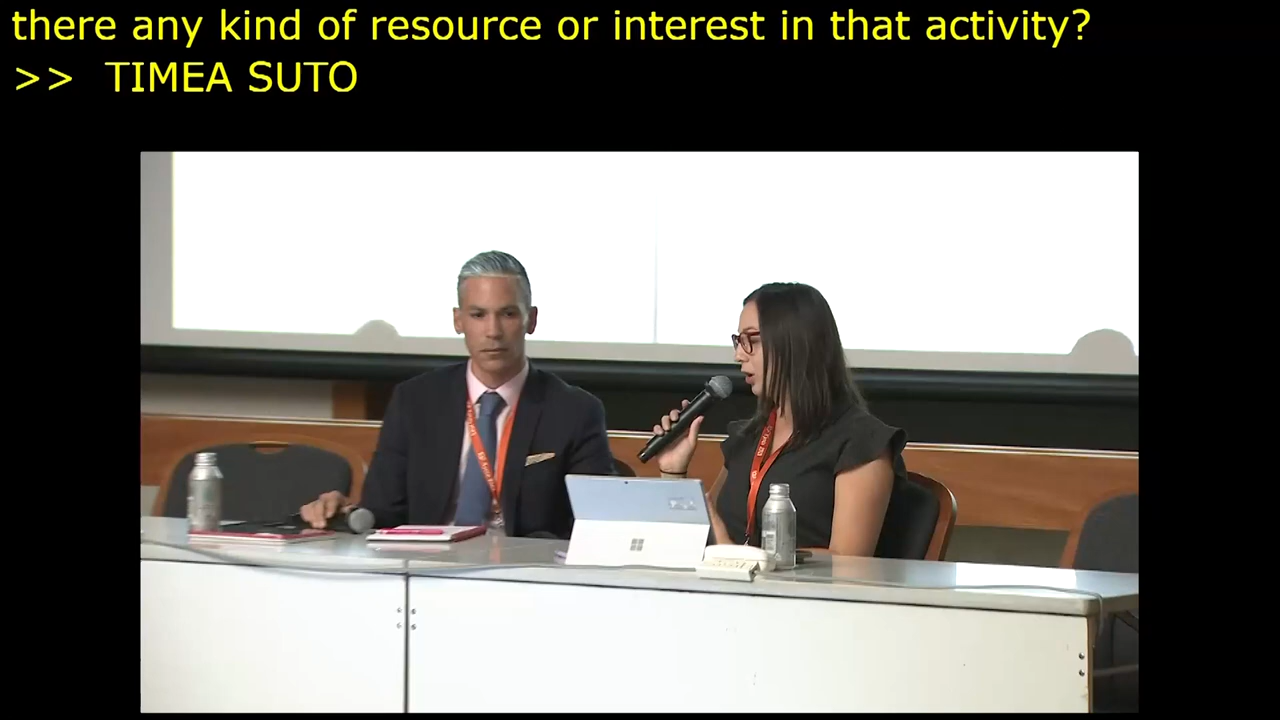 there any kind of resource or interest in that activity?
>> TIMEA SUTO